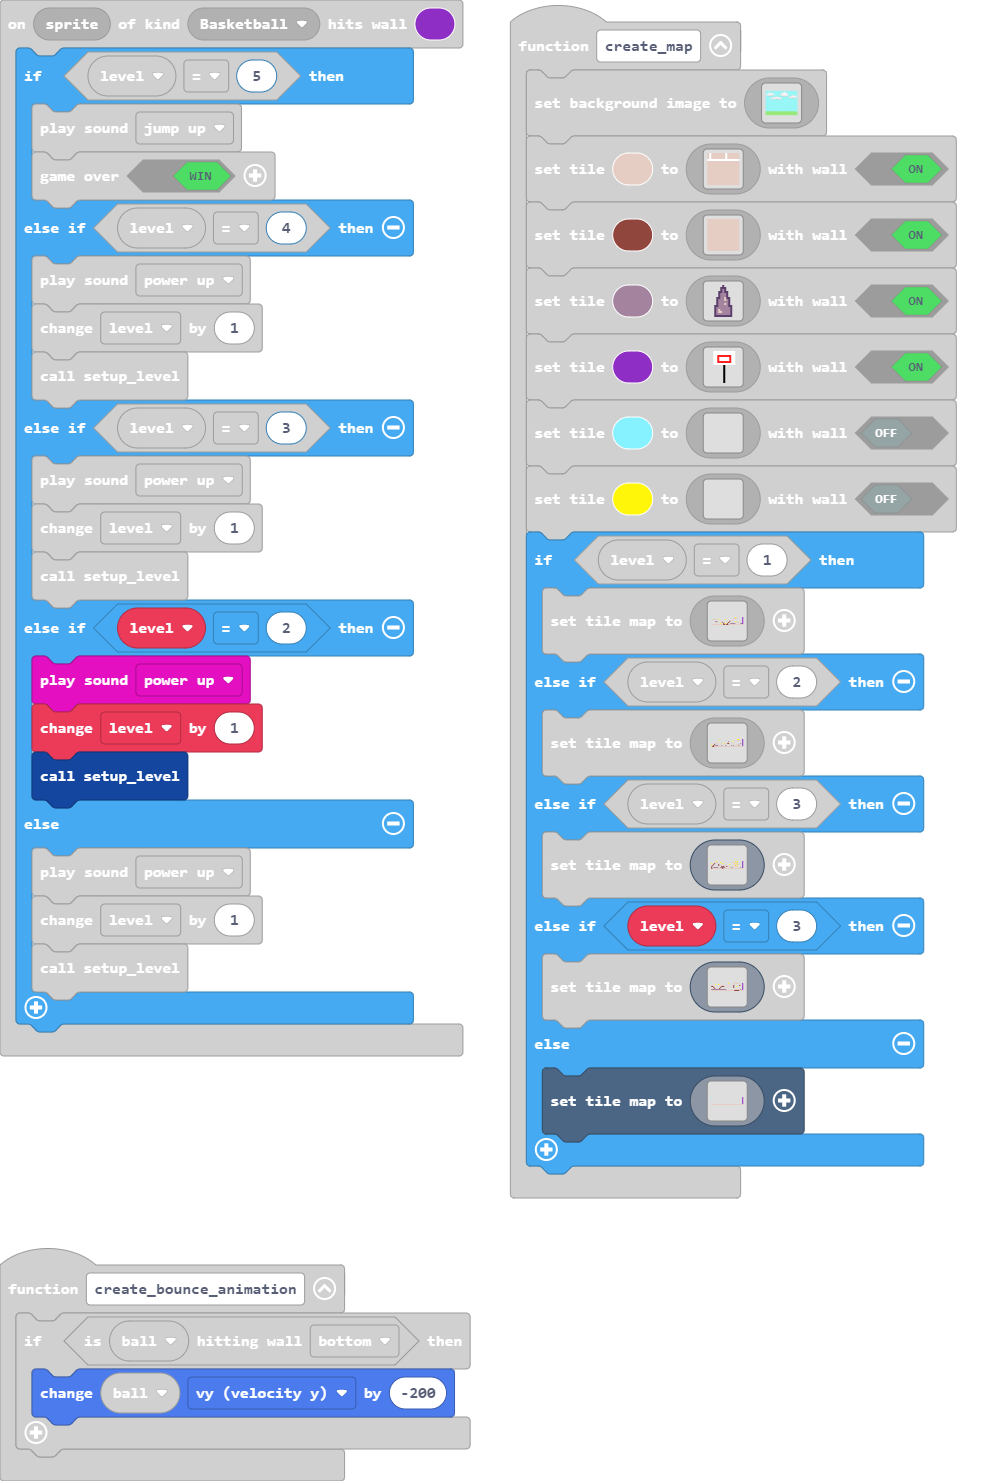 on sprite of kind Basketball hits wall
if level = 5 then
play sound jump up
game over WIN
else if level = 4 then
play sound power up
change level by 1
call setup_level
else if level = 3 then
play sound power up
change level by 1
call setup_level
else if level = 2 then
play sound power up
change level by 1
call setup_level
else
play sound power up
change level by 1
call setup_level
function create_map
set background image to
set tile to with wall ON
set tile to with wall ON
set tile to with wall ON
set tile to with wall ON
set tile to with wall OFF
set tile to with wall OFF
if level = 1 then
set tile map to
else if level = 2 then
set tile map to
else if level = 3 then
set tile map to
else if level = 3 then
set tile map to
else
set tile map to
function create_bounce_animation
if is ball hitting wall bottom then
change ball vy (velocity y) by -200